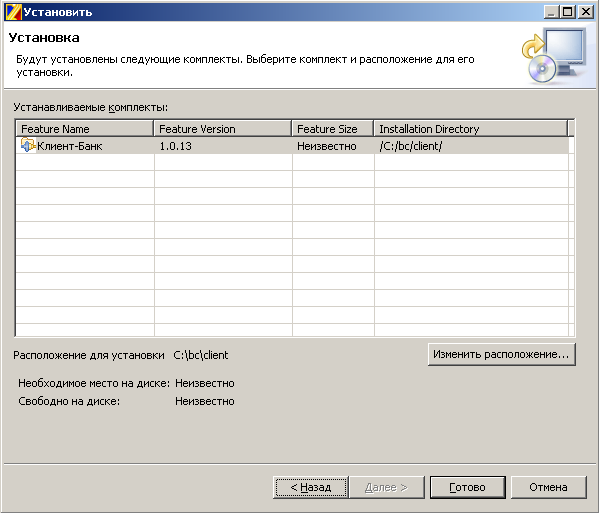 Установить
Установка
Будут установлены следующие комплекты. Выберите комплект и расположение для его
установки.
Устанавливаемые комплекты:
Feature Name Feature Version Feature Size Installation Directory
Клиент-Банк 1.0.13 Неизвестно /C:/bc/client/
Расположение для установки C:\bc\client Изменить расположение...
Необходимое место на диске: Неизвестно
Свободно на диске: Неизвестно
< Назад Далее > Готово Отмена